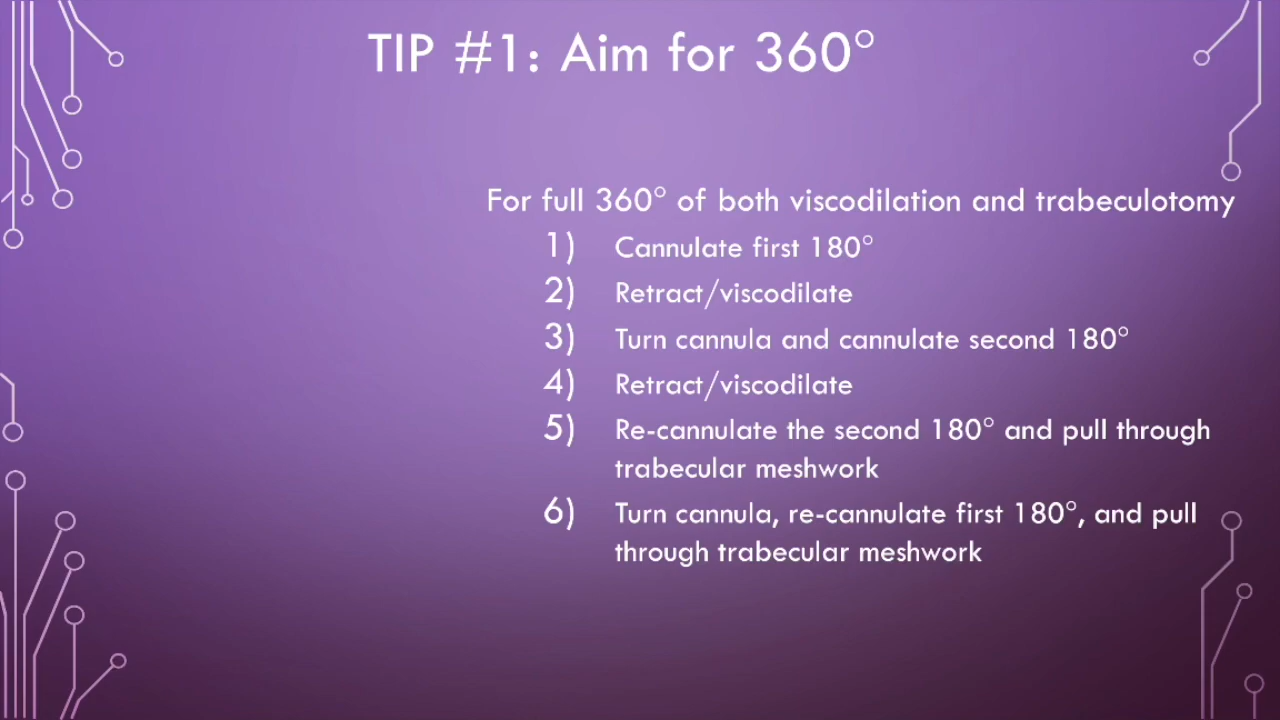 TIP #1: Aim for 360°
For full 360° of both viscodilation and trabeculotomy
1) Cannulate first 180°
2) Retract/viscodilate
3) Turn cannula and cannulate second 180°
4) Retract/viscodilate
5) Re-cannulate the second 180° and pull through
trabecular meshwork
6) Turn cannula, re-cannulate first 180°, and pull
through trabecular meshwork